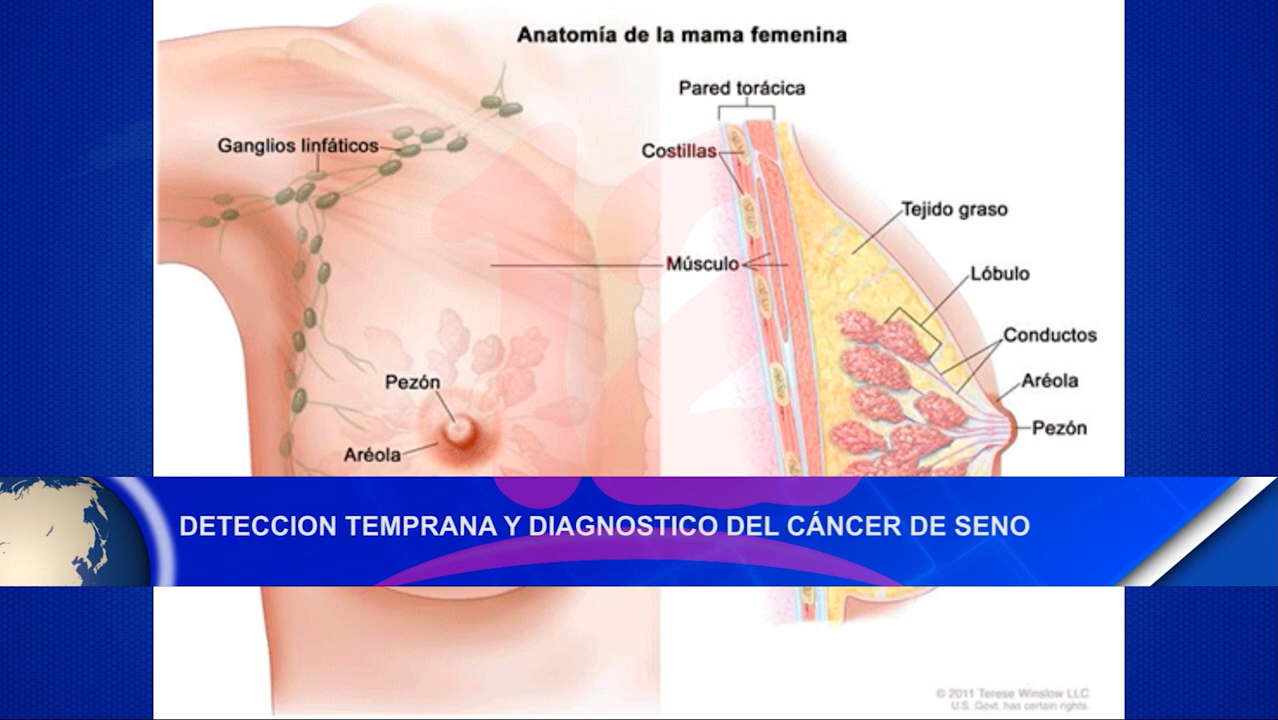 Anatomía de la mama femenina
Pared torácica
Ganglios linfáticos
Costillas
Tejido graso
Músculo
Lóbulo
Conductos
Pezón
Aréola
Aréola
Pezón
DETECCION TEMPRANA Y DIAGNOSTICO DEL CÁNCER DE SENO
© 2011 Terese Winslow LLC
U.S. Govt. has certain rights
12